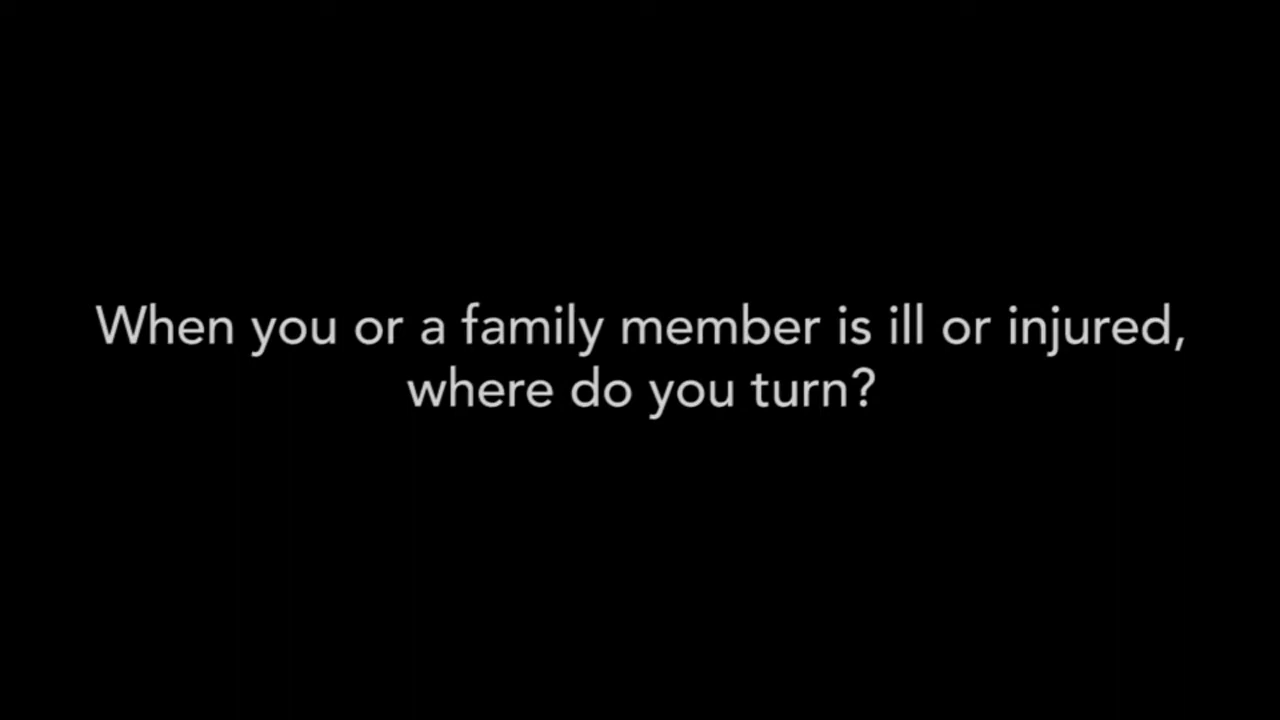 When you or a family member is ill or injured,
where do you turn?